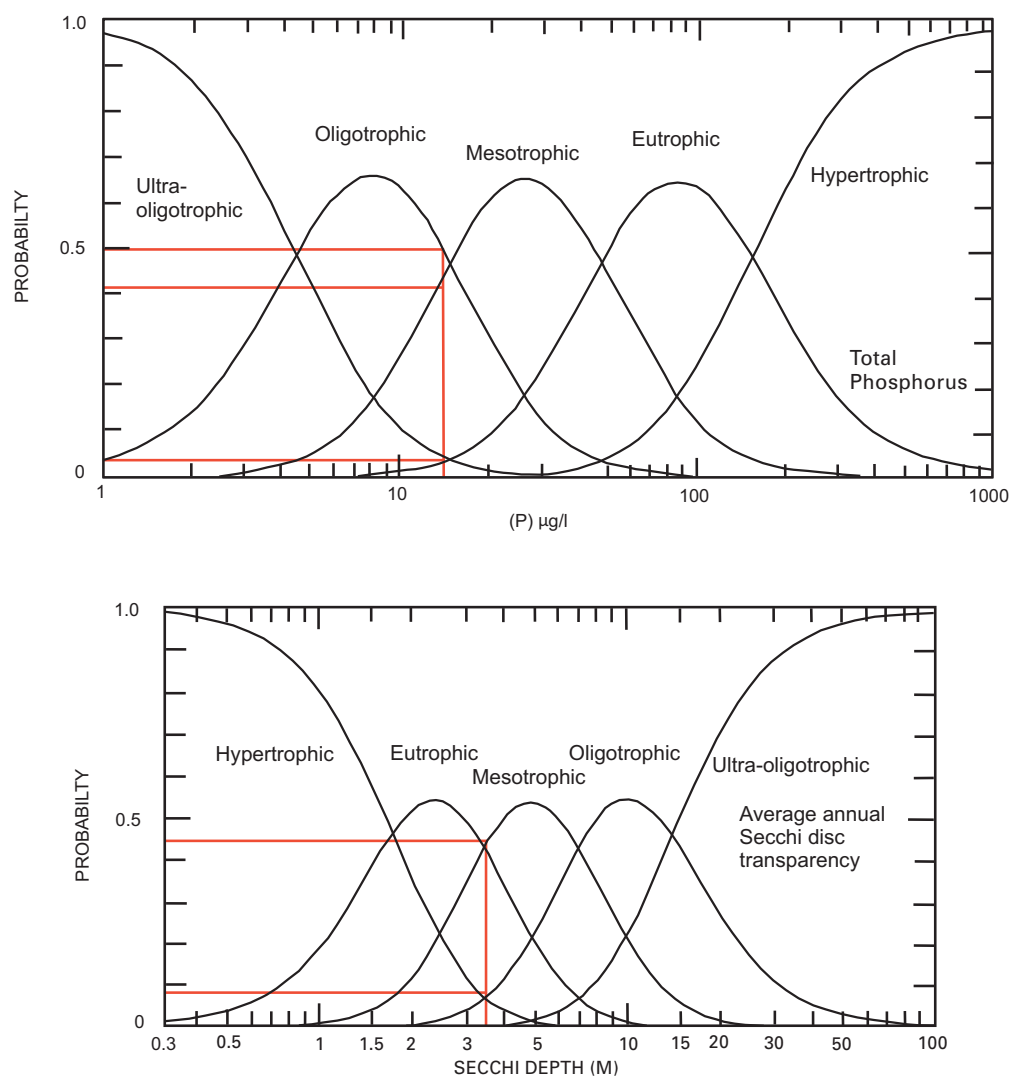 1.0
Oligotrophic
Mesotrophic
Eutrophic
Hypertrophic
Ultra-
oligotrophic
PROBABILTY
0.5
Total
Phosphorus
0
1 10 100 1000
(P) µg/l
1.0
Hypertrophic
Eutrophic
Mesotrophic
Oligotrophic
Ultra-oligotrophic
PROBABILTY
0.5
Average annual
Secchi disc
transparency
0
0.3 0.5 1 1.5 2 3 5 10 15 20 30 50 100
SECCHI DEPTH (M)